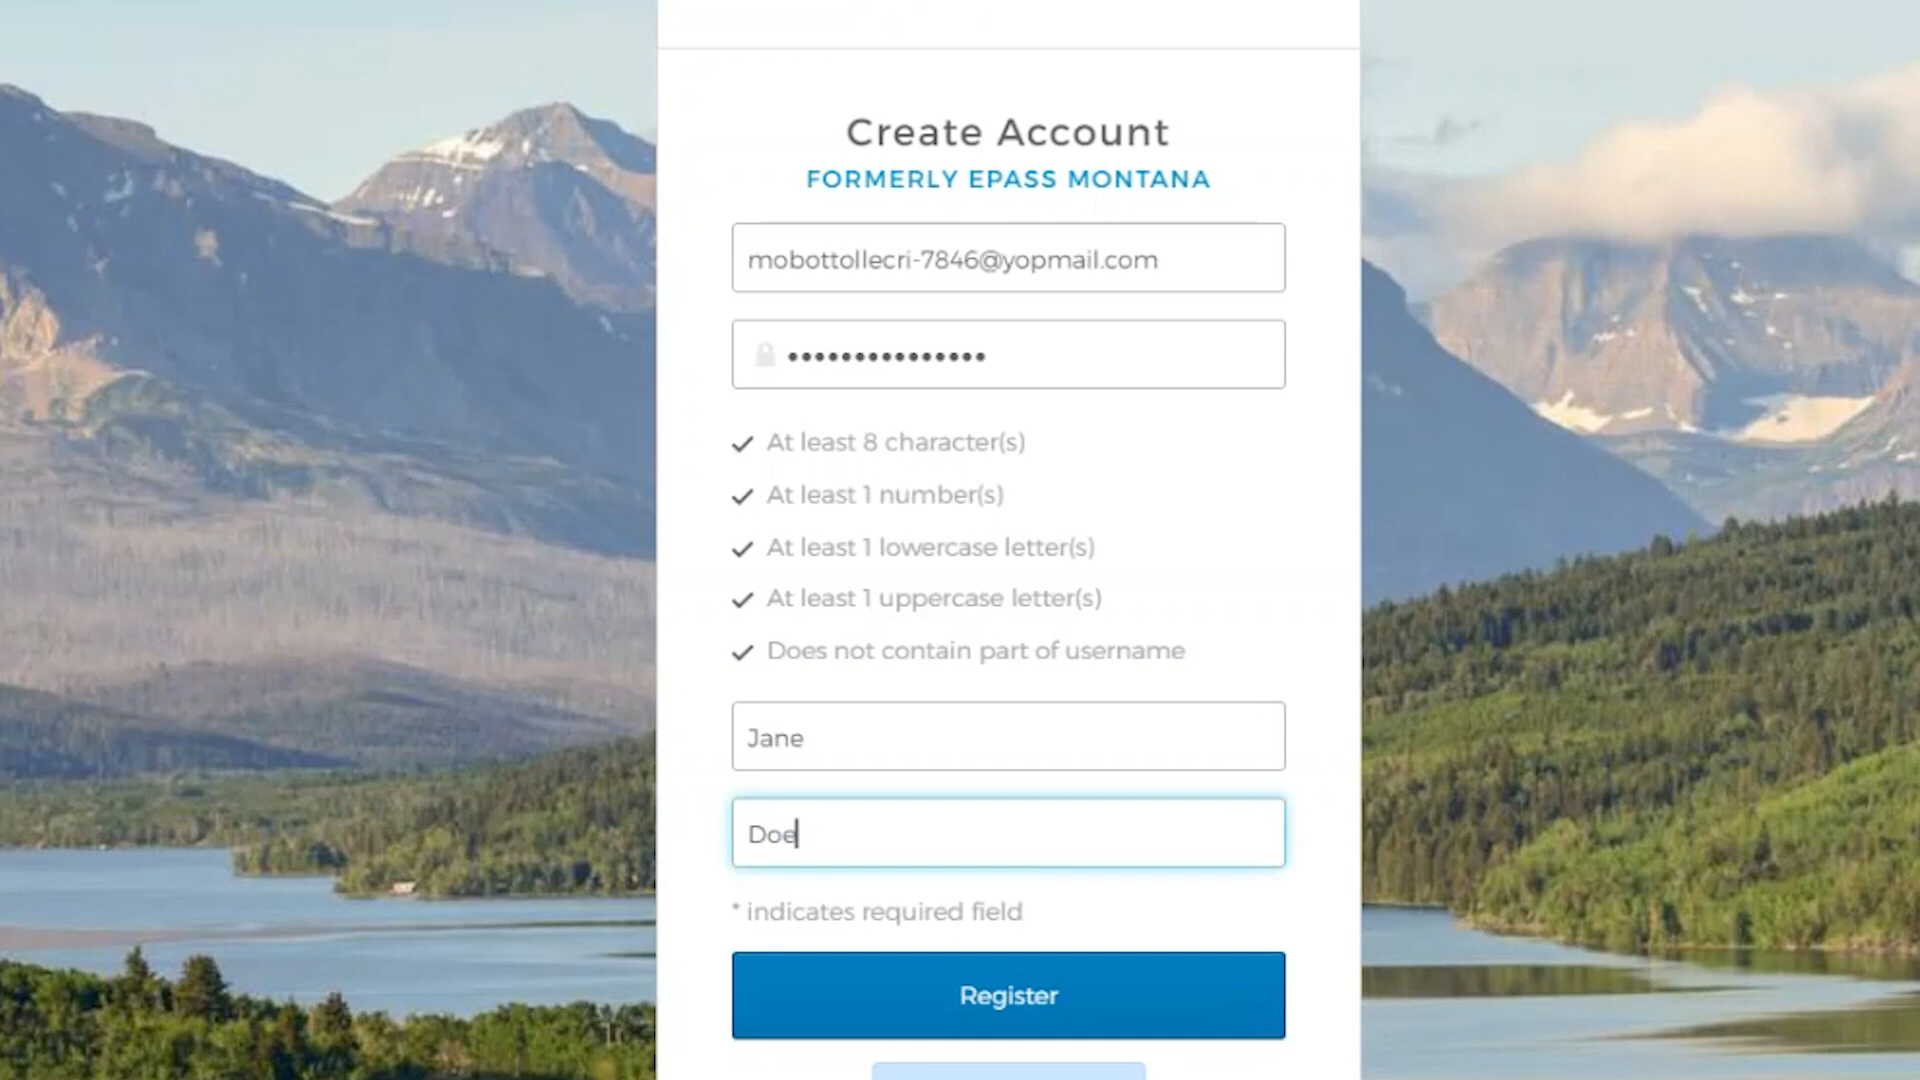 Create Account
FORMERLY EPASS MONTANA
mobottollecri-7846@yopmail.com
•••••••••••••••
At least 8 character(s)
At least 1 number(s)
At least 1 lowercase letter(s)
At least 1 uppercase letter(s)
Does not contain part of username
Jane
Doe
* indicates required field
Register